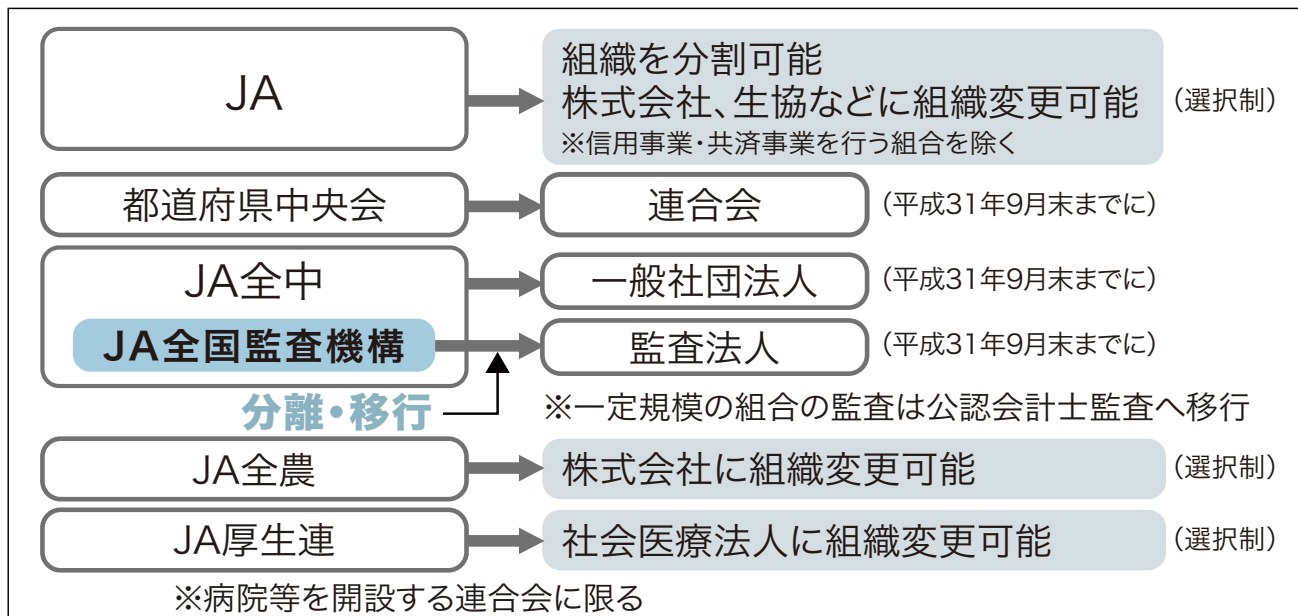 JA
組織を分割可能
株式会社、生協などに組織変更可能
※信用事業・共済事業を行う組合を除く
（選択制）
都道府県中央会
連合会
（平成31年9月末までに）
JA全中
一般社団法人
（平成31年9月末までに）
JA全国監査機構
監査法人
（平成31年9月末までに）
分離・移行
※一定規模の組合の監査は公認会計士監査へ移行
JA全農
株式会社に組織変更可能
（選択制）
JA厚生連
社会医療法人に組織変更可能
（選択制）
※病院等を開設する連合会に限る